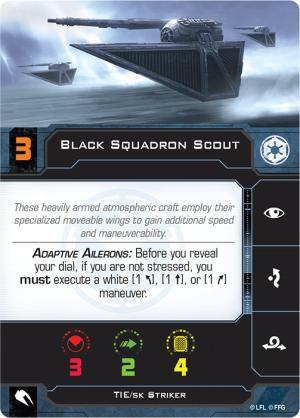 3 Black Squadron Scout
These heavily armed atmospheric craft employ their
specialized moveable wings to gain additional speed
and maneuverability.
Adaptive Ailerons: Before you reveal
your dial, if you are not stressed, you
must execute a white [1 ↖], [1 ↑], or [1 ↗]
maneuver.
3 2 4
TIE/sk Striker
©LFL ©FFG